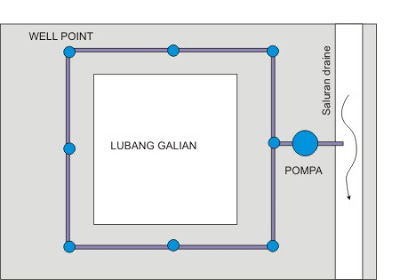 WELL POINT
Saluran draine
LUBANG GALIAN
POMPA